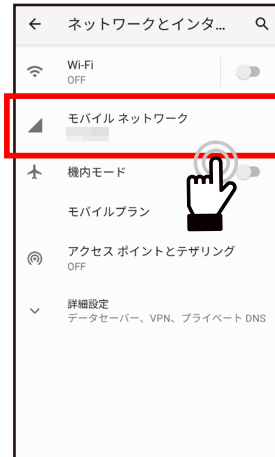 ネットワークとインタ...
Wi-Fi
OFF
モバイル ネットワーク
機内モード
モバイルプラン
アクセス ポイントとテザリング
OFF
詳細設定
データセーバー、VPN、プライベート DNS